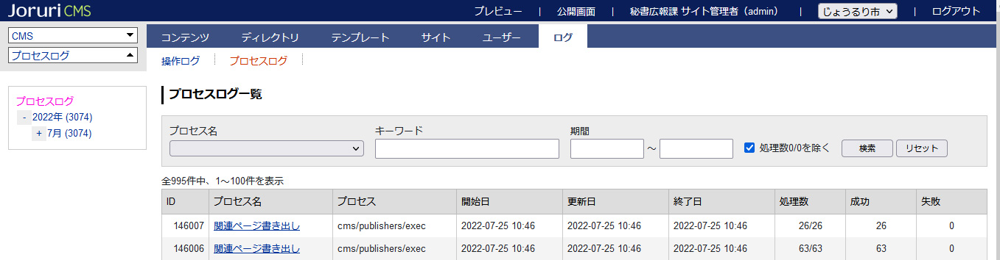 Joruri CMS プレビュー | 公開画面 | 秘書広報課 サイト管理者（admin） | じょうるり市 | ログアウト
CMS
プロセスログ
コンテンツ ディレクトリ テンプレート サイト ユーザー ログ
操作ログ プロセスログ
プロセスログ
- 2022年 (3074)
+ 7月 (3074)
プロセスログ一覧
プロセス名 キーワード 期間
～ 処理数0/0を除く 検索 リセット
全995件中、1～100件を表示
ID プロセス名 プロセス 開始日 更新日 終了日 処理数 成功 失敗
146007 関連ページ書き出し cms/publishers/exec 2022-07-25 10:46 2022-07-25 10:46 2022-07-25 10:46 26/26 26 0
146006 関連ページ書き出し cms/publishers/exec 2022-07-25 10:46 2022-07-25 10:46 2022-07-25 10:46 63/63 63 0